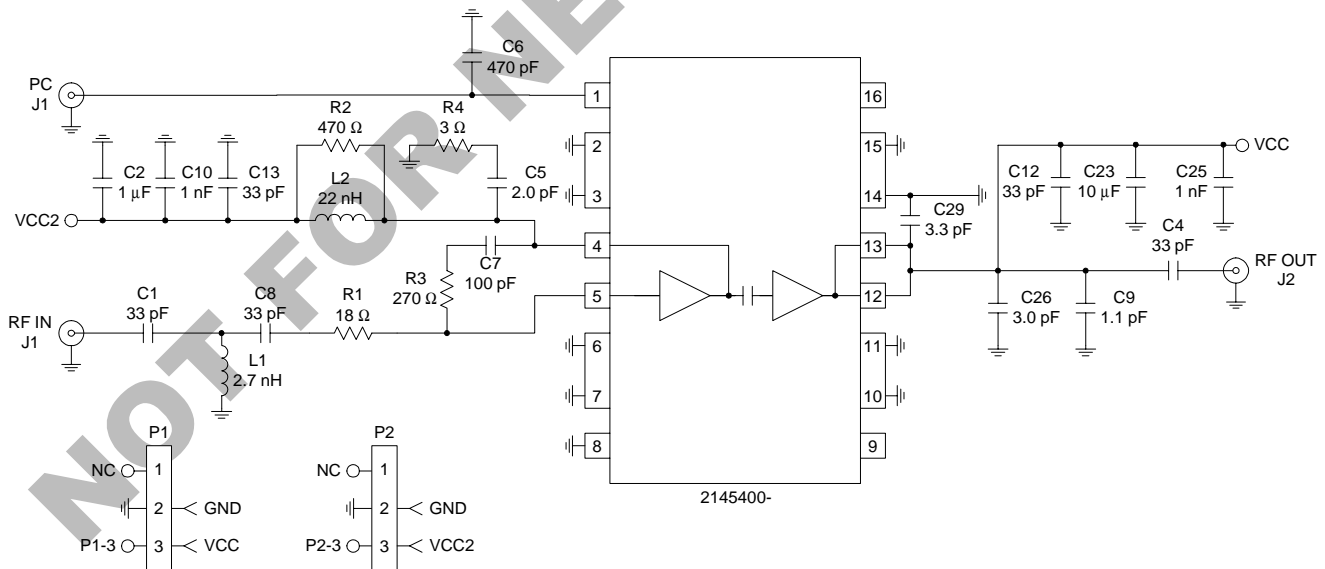 C6
470 pF
PC
J1
1
16
R2
470 Ω
R4
3 Ω
2
15
C2
1 μF
C10
1 nF
C13
33 pF
L2
22 nH
C5
2.0 pF
3
14
C12
33 pF
C23
10 μF
C25
1 nF
VCC
VCC2
C29
3.3 pF
C4
33 pF
4
13
C7
100 pF
R3
270 Ω
5
12
RF OUT
J2
C1
33 pF
C8
33 pF
R1
18 Ω
RF IN
J1
C26
3.0 pF
C9
1.1 pF
L1
2.7 nH
6
11
7
10
8
9
2145400-
P1
NC
1
2
GND
P1-3
3
VCC
P2
NC
1
2
GND
P2-3
3
VCC2
NOT FOR NE